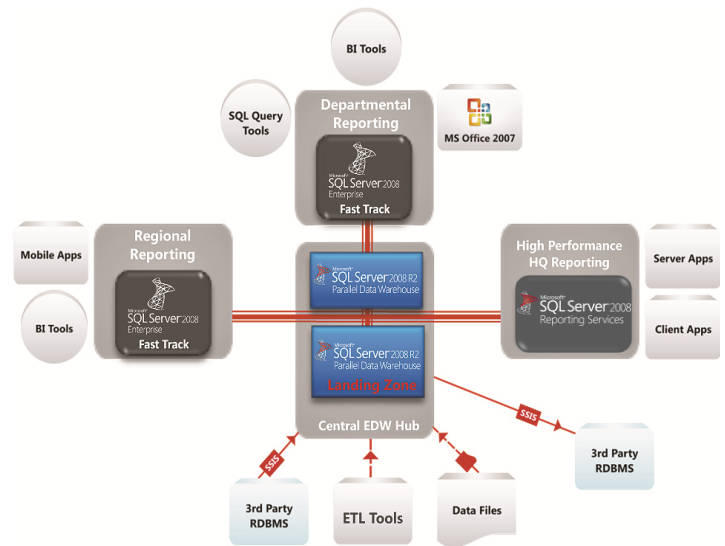 BI Tools
SQL Query
Tools
Departmental
Reporting
Microsoft®
SQL Server 2008
Enterprise
Fast Track
MS Office 2007
Mobile Apps
BI Tools
Regional
Reporting
Microsoft®
SQL Server 2008
Enterprise
Fast Track
Microsoft®
SQL Server 2008 R2
Parallel Data Warehouse
Microsoft®
SQL Server 2008 R2
Parallel Data Warehouse
Landing Zone
Central EDW Hub
High Performance
HQ Reporting
Microsoft®
SQL Server 2008
Reporting Services
Server Apps
Client Apps
SSIS
SSIS
3rd Party
RDBMS
3rd Party
RDBMS
ETL Tools
Data Files